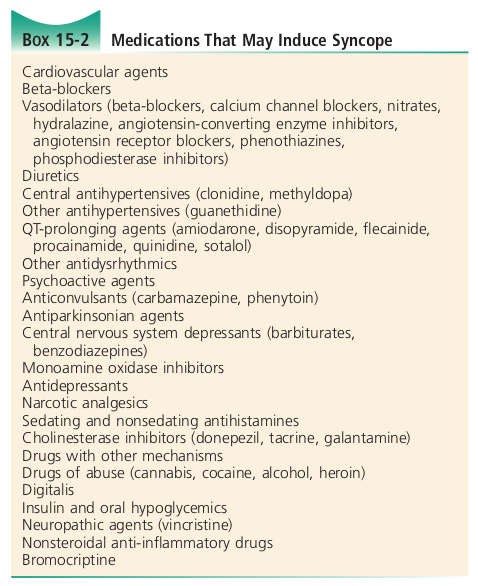 BOX 15-2 Medications That May Induce Syncope
Cardiovascular agents
Beta-blockers
Vasodilators (beta-blockers, calcium channel blockers, nitrates,
hydralazine, angiotensin-converting enzyme inhibitors,
angiotensin receptor blockers, phenothiazines,
phosphodiesterase inhibitors)
Diuretics
Central antihypertensives (clonidine, methyldopa)
Other antihypertensives (guanethidine)
QT-prolonging agents (amiodarone, disopyramide, flecainide,
procainamide, quinidine, sotalol)
Other antidysrhythmics
Psychoactive agents
Anticonvulsants (carbamazepine, phenytoin)
Antiparkinsonian agents
Central nervous system depressants (barbiturates,
benzodiazepines)
Monoamine oxidase inhibitors
Antidepressants
Narcotic analgesics
Sedating and nonsedating antihistamines
Cholinesterase inhibitors (donepezil, tacrine, galantamine)
Drugs with other mechanisms
Drugs of abuse (cannabis, cocaine, alcohol, heroin)
Digitalis
Insulin and oral hypoglycemics
Neuropathic agents (vincristine)
Nonsteroidal anti-inflammatory drugs
Bromocriptine